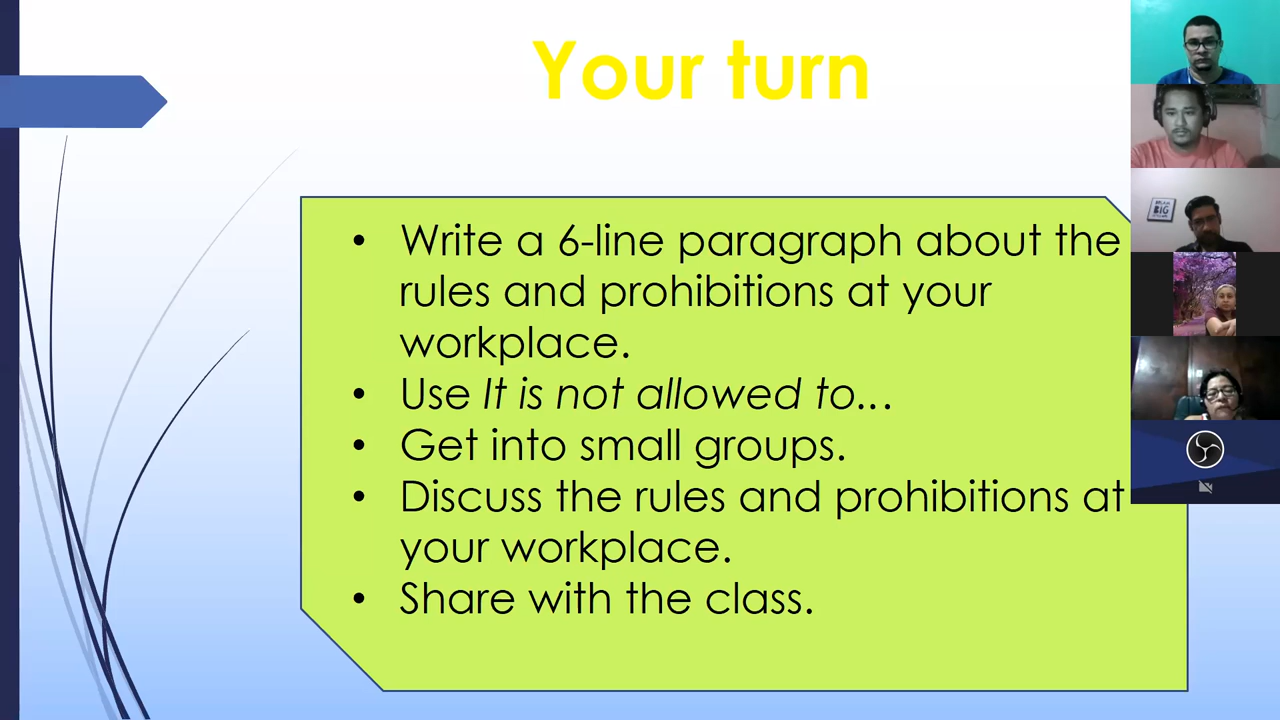 Your turn
• Write a 6-line paragraph about the
rules and prohibitions at your
workplace.
• Use It is not allowed to...
• Get into small groups.
• Discuss the rules and prohibitions at
your workplace.
• Share with the class.
BIG